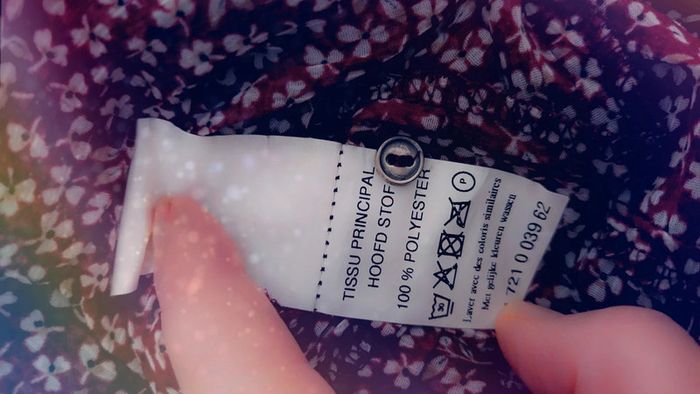 TISSU PRINCIPAL
HOOFD STOF
100 % POLYESTER
30
P
Laver avec des coloris similaires
Met gelijke kleuren wassen
721 0 039 62